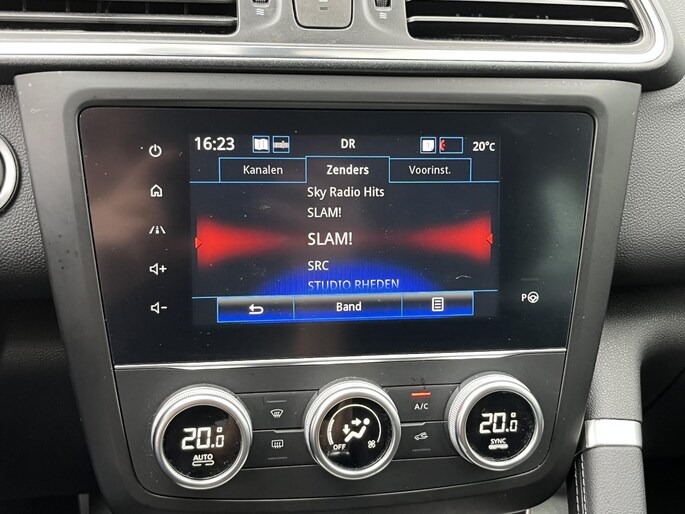 16:23 DR 20°C
Kanalen Zenders Voorinst.
Sky Radio Hits
SLAM!
SLAM!
SRC
STUDIO RHEDEN
Band
P
A/C
20.0 20.0
AUTO OFF SYNC